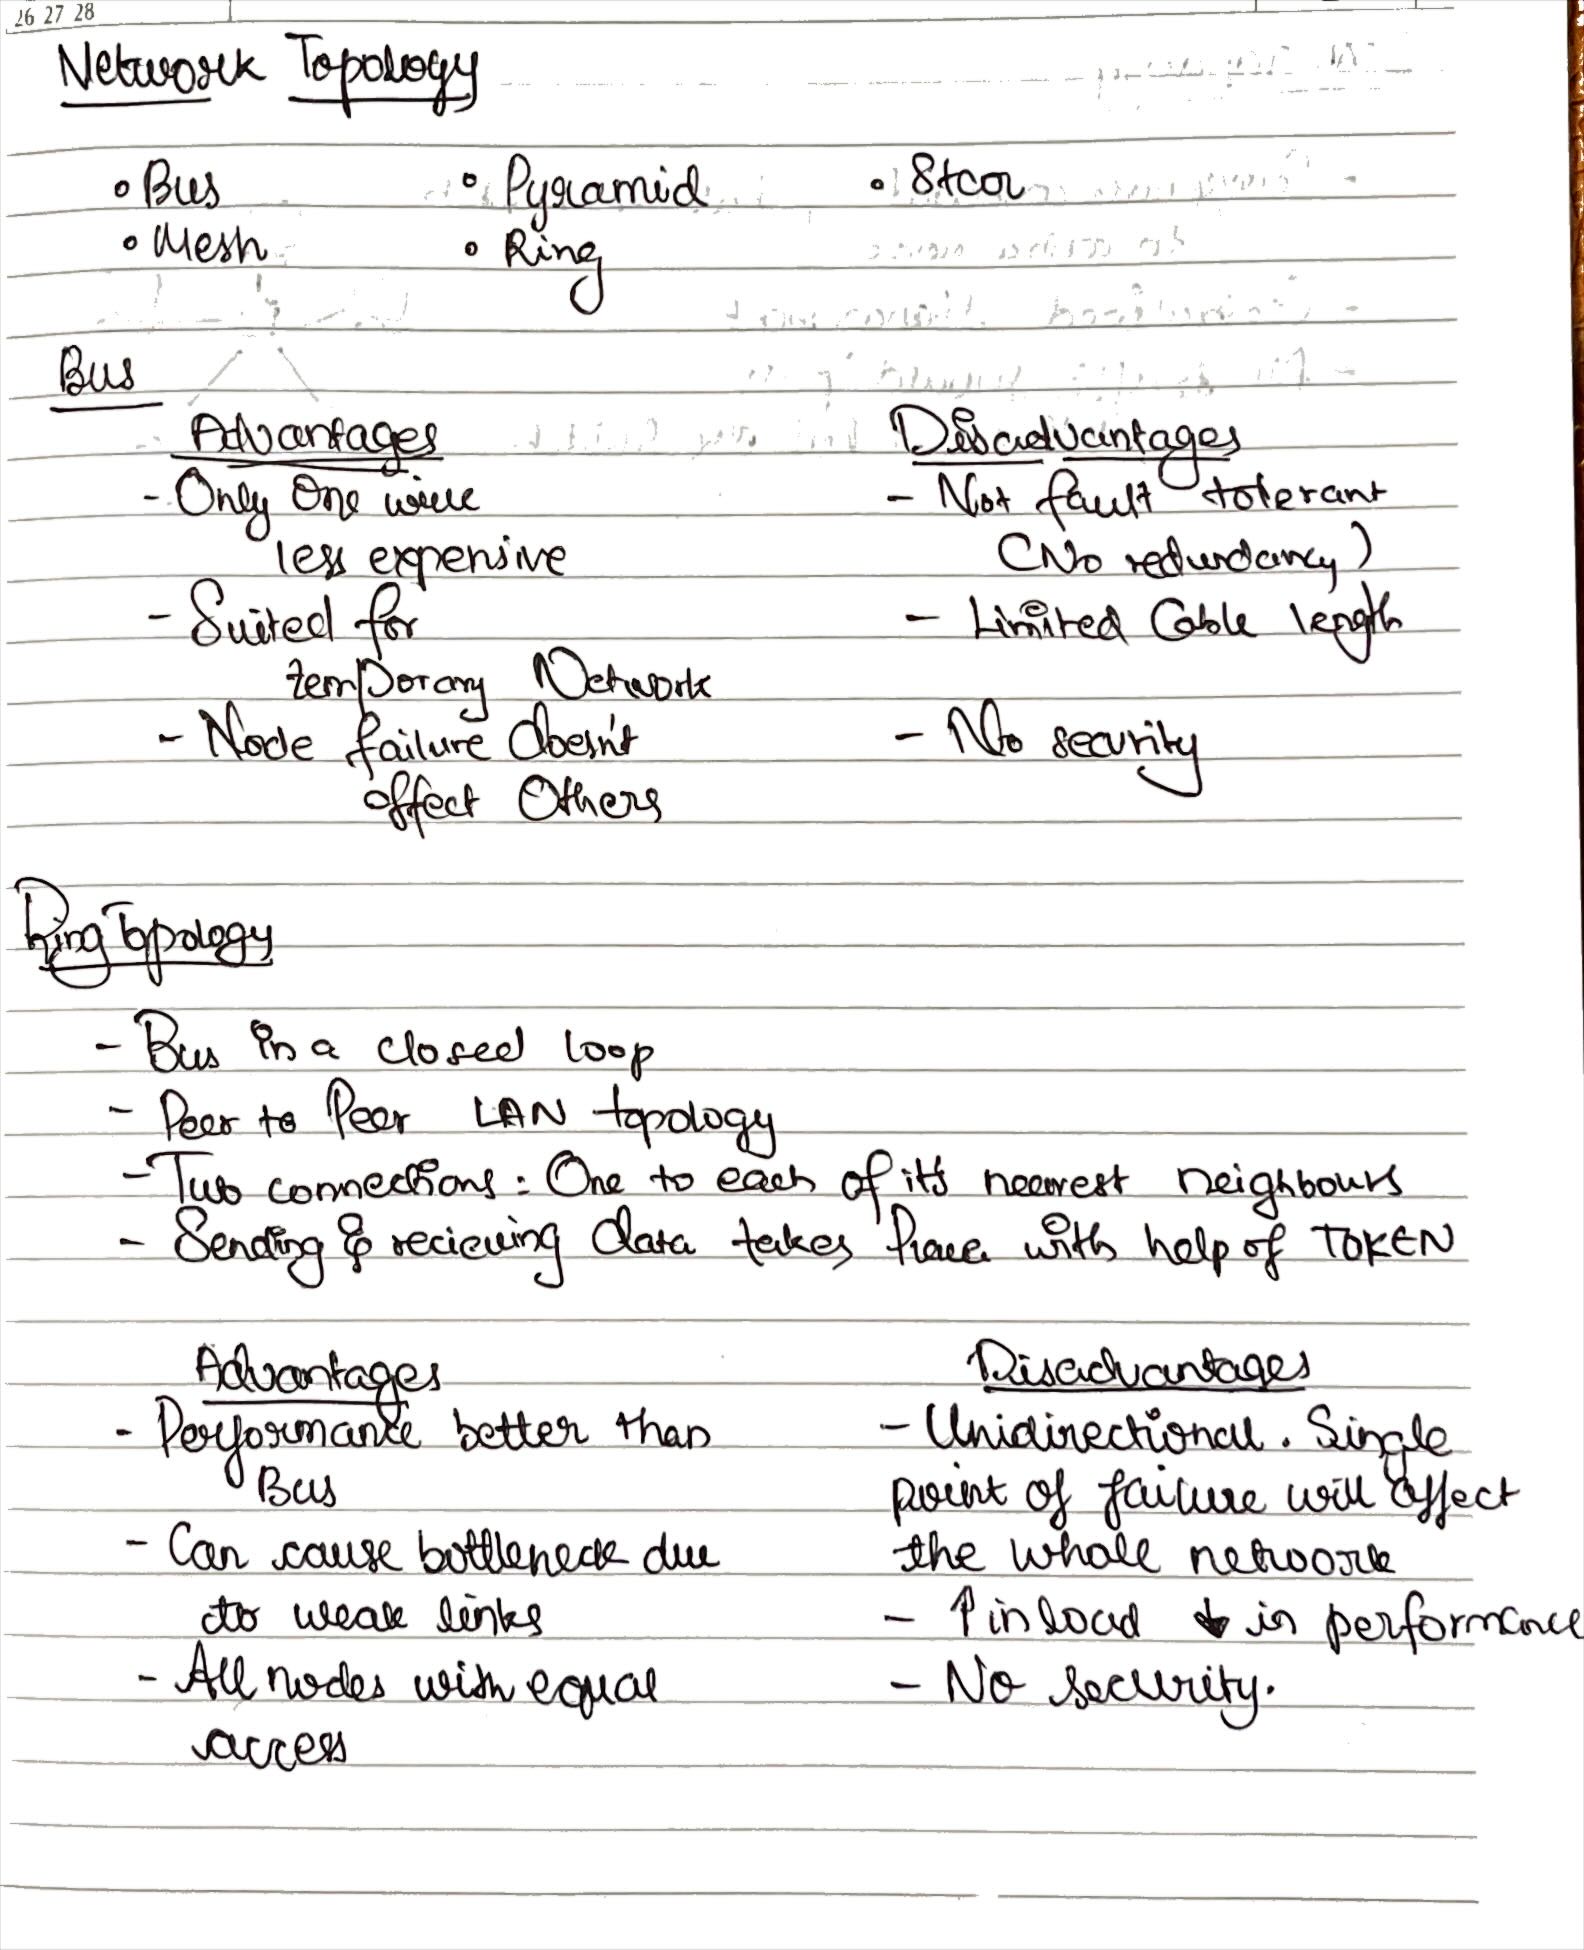 26 27 28
Network Topology
• Bus • Pyramid • Star
• Mesh • Ring
Bus
Advantages Disadvantages
- Only One wire - Not fault tolerant
less expensive (No redundancy)
- Suited for - Limited Cable length
temporary Network
- Node failure doesn't - No security
affect Others
Ring Topology
- Bus in a closed loop
- Peer to Peer LAN topology
- Two connections : One to each of it's nearest neighbours
- Sending & recieving data takes Place with help of TOKEN
Advantages Disadvantages
- Performance better than - Unidirectional. Single
Bus point of failure will affect
- Can cause bottleneck due the whole network
to weak links - ↑ in load ↓ in performance
- All nodes with equal - No security.
access